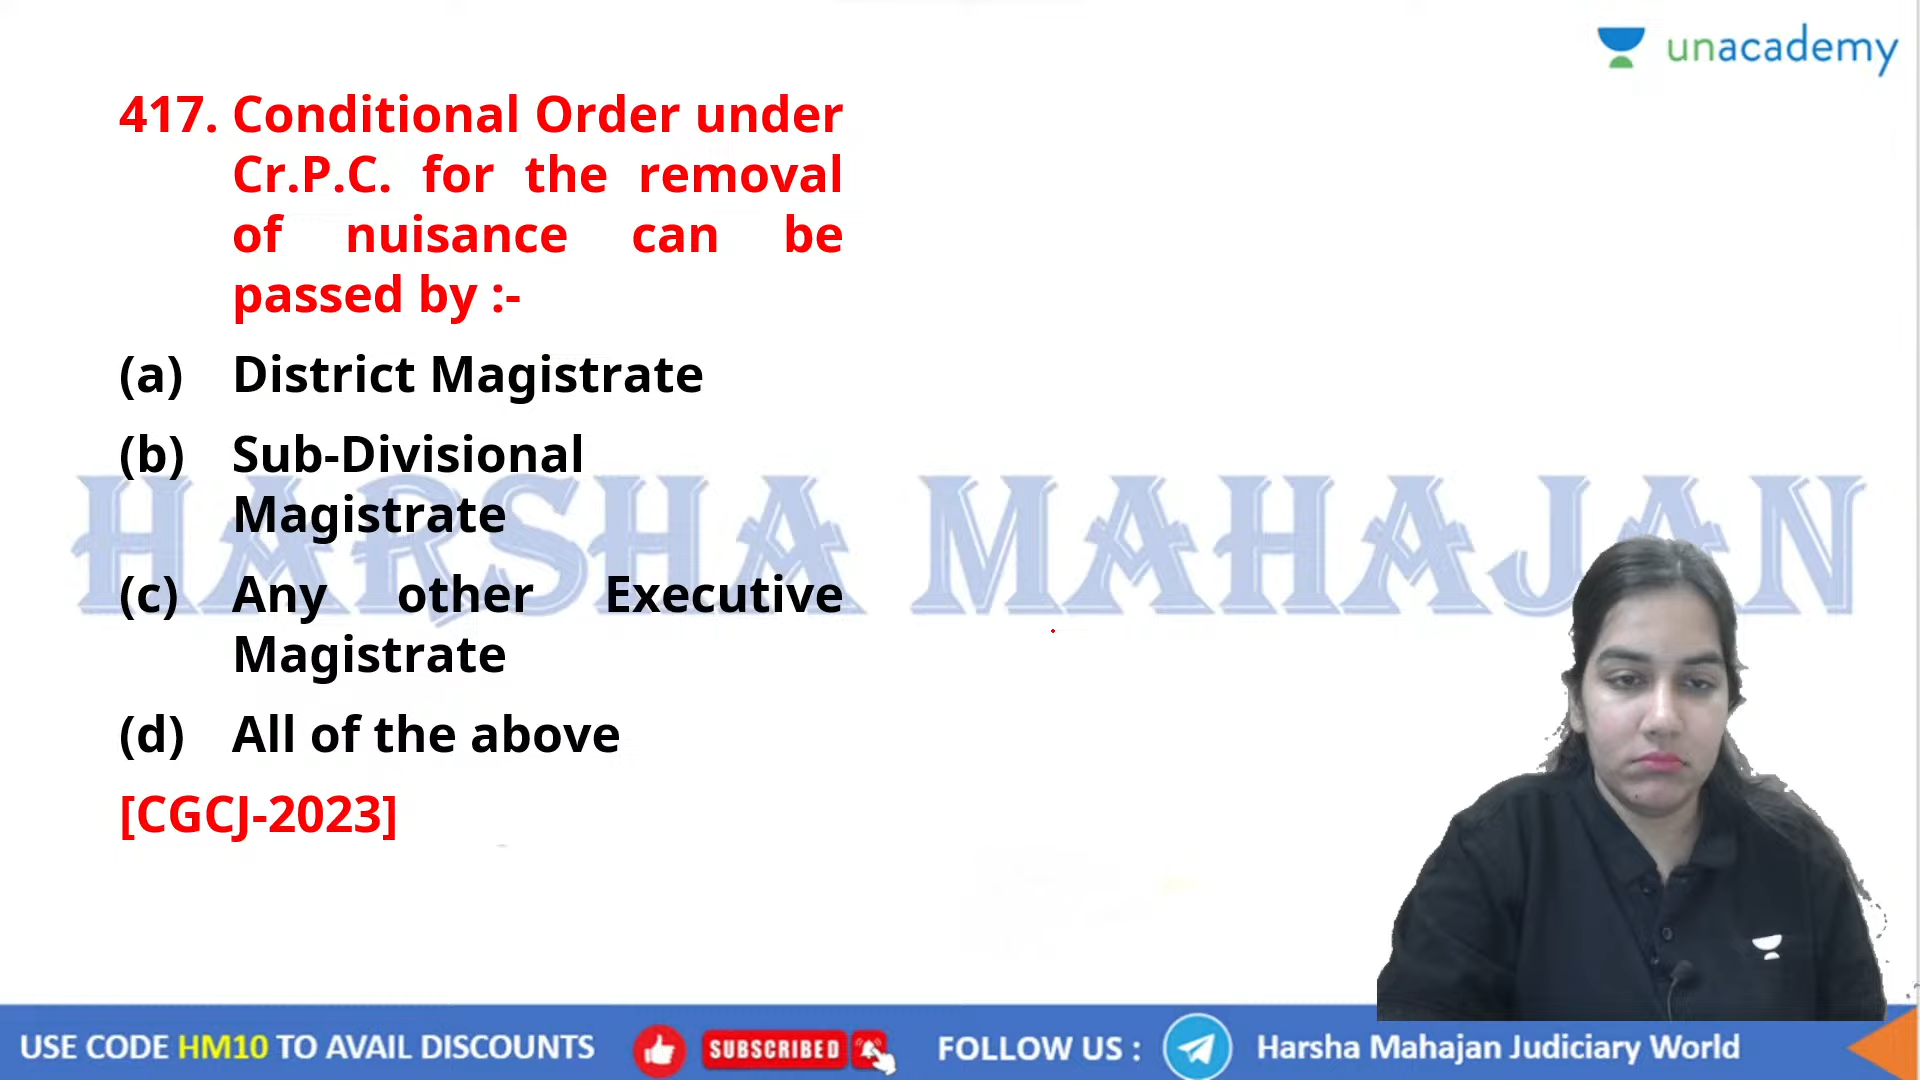 unacademy
417. Conditional Order under
Cr.P.C. for the removal
of nuisance can be
passed by :-
(a) District Magistrate
(b) Sub-Divisional
Magistrate
(c) Any other Executive
Magistrate
(d) All of the above
[CGCJ-2023]
HARSHA MAHAJAN
USE CODE HM10 TO AVAIL DISCOUNTS
SUBSCRIBED
FOLLOW US :
Harsha Mahajan Judiciary World